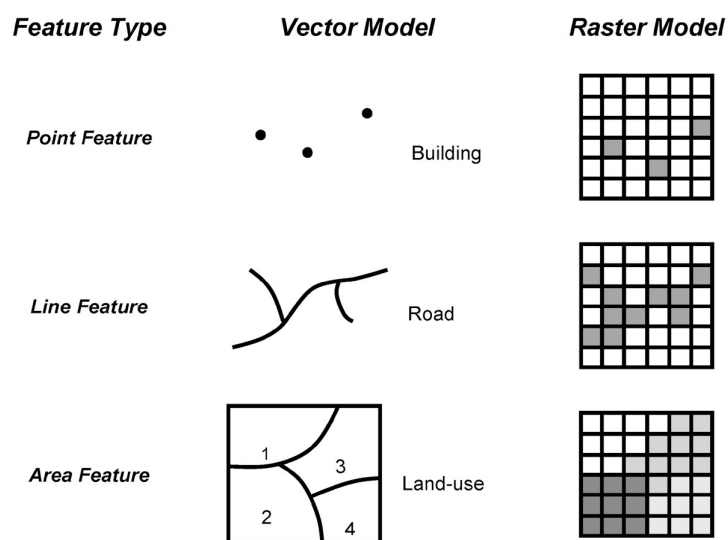 Feature Type Vector Model Raster Model
Point Feature
Building
Line Feature
Road
1
3
Area Feature
Land-use
2
4